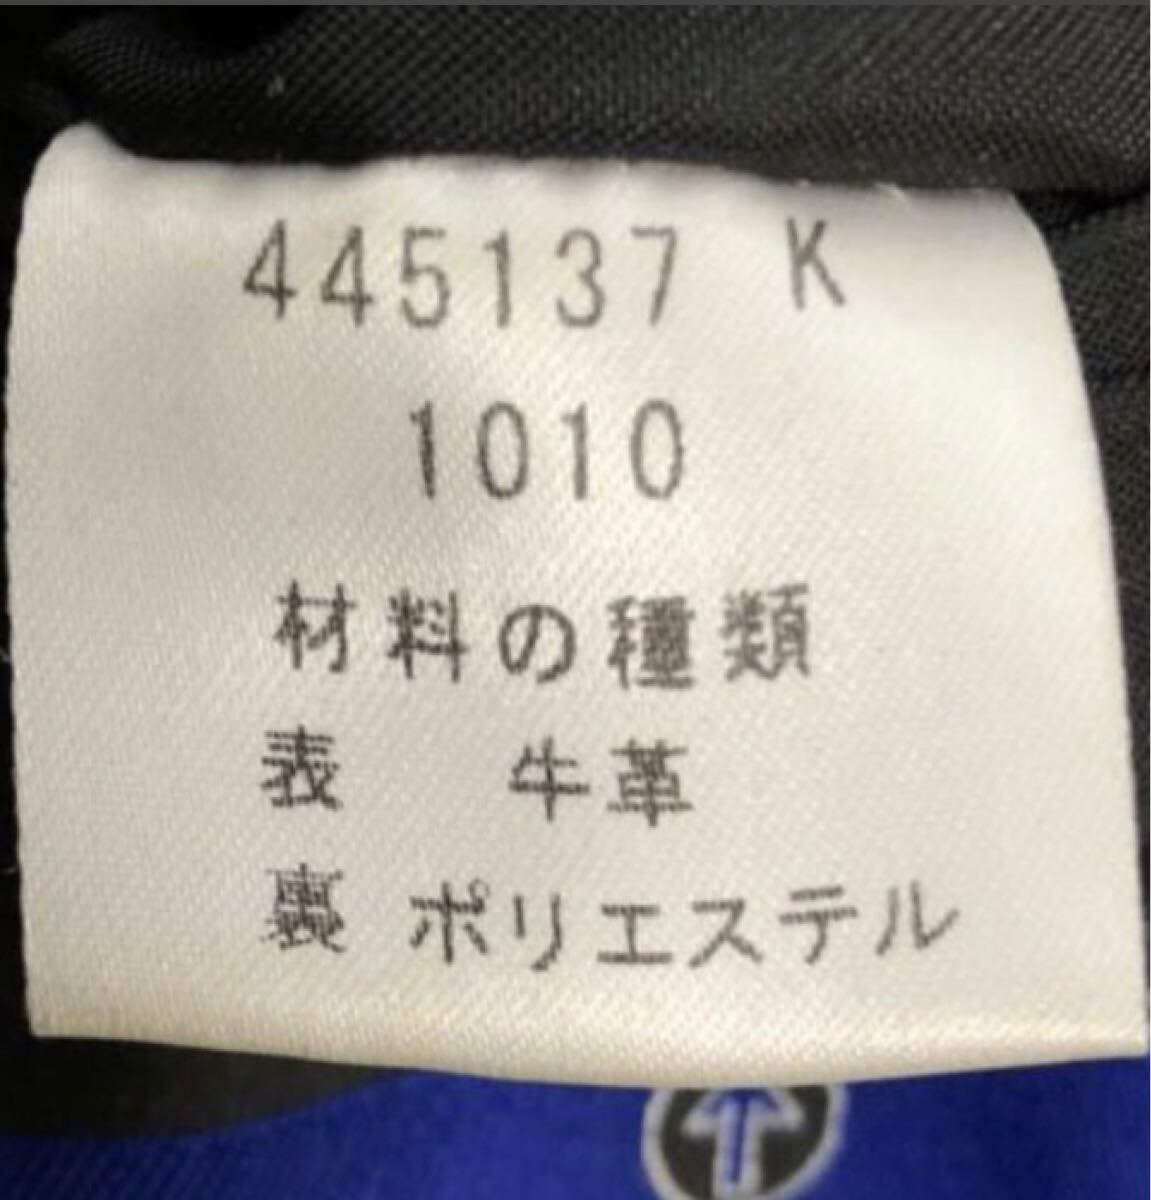 445137 K
1010
材料の種類
表 牛革
裏 ポリエステル